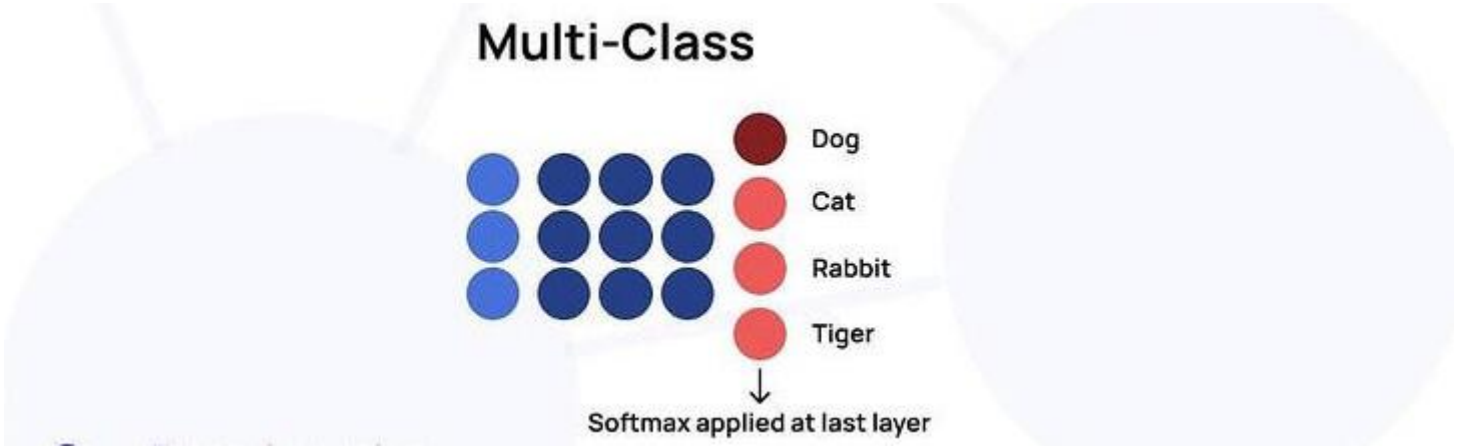 Multi-Class
Dog
Cat
Rabbit
Tiger
Softmax applied at last layer